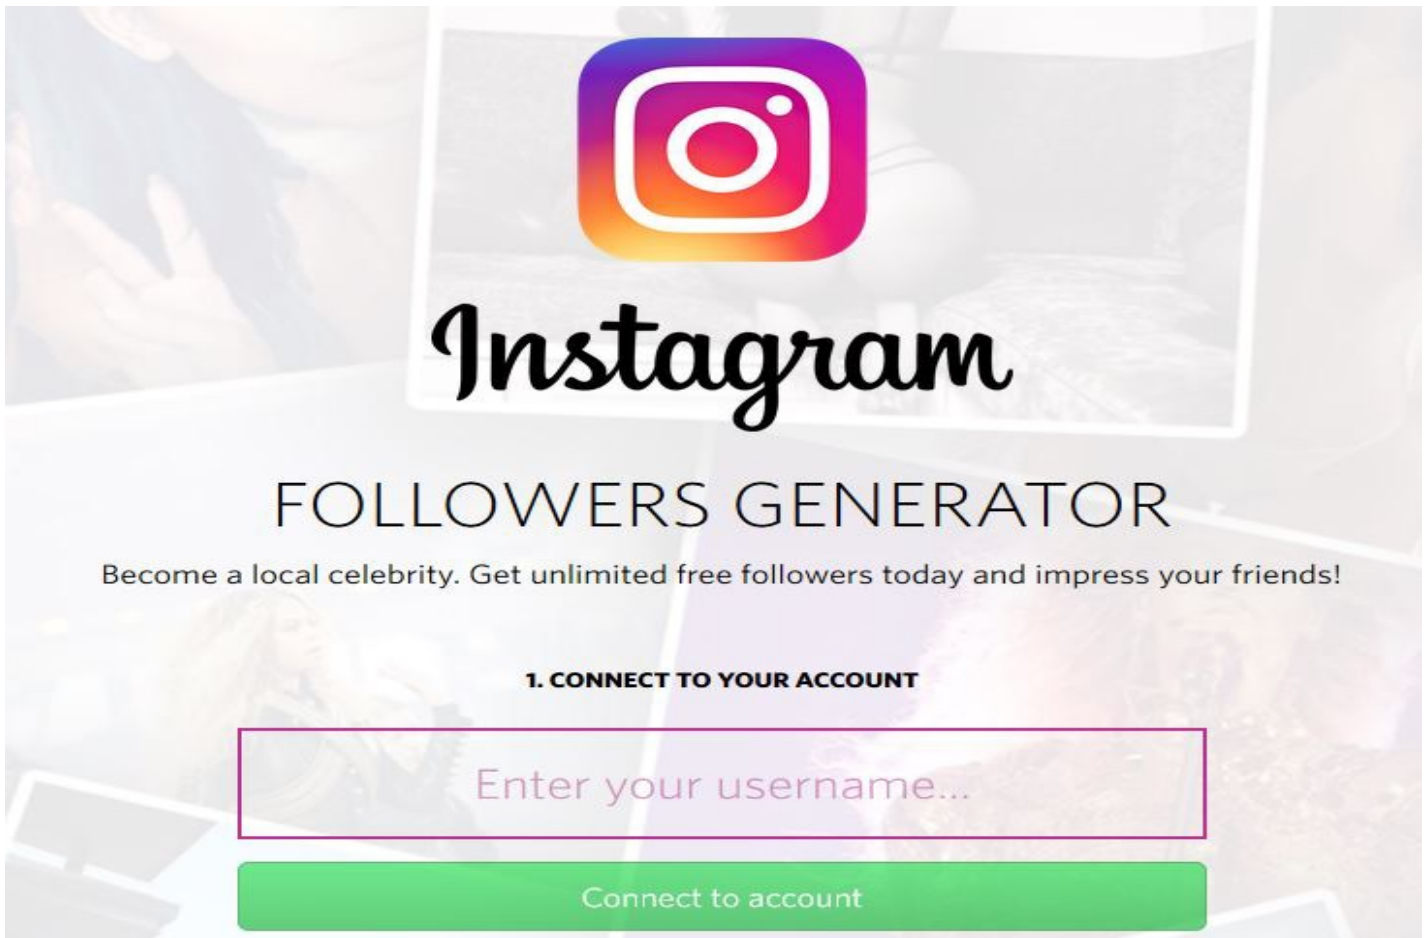 Instagram
FOLLOWERS GENERATOR
Become a local celebrity. Get unlimited free followers today and impress your friends!
1. CONNECT TO YOUR ACCOUNT
Enter your username...
Connect to account